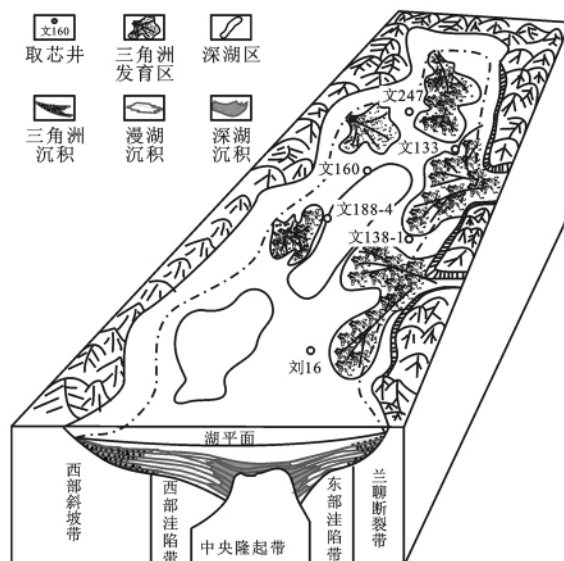 文160
取芯井
三角洲
发育区
深湖区
三角洲
沉积
漫湖
沉积
深湖
沉积
文247
文133
文160
文188-4
文138-1
刘16
湖平面
西部斜坡带
西部洼陷带
中央隆起带
东部洼陷带
兰聊断裂带